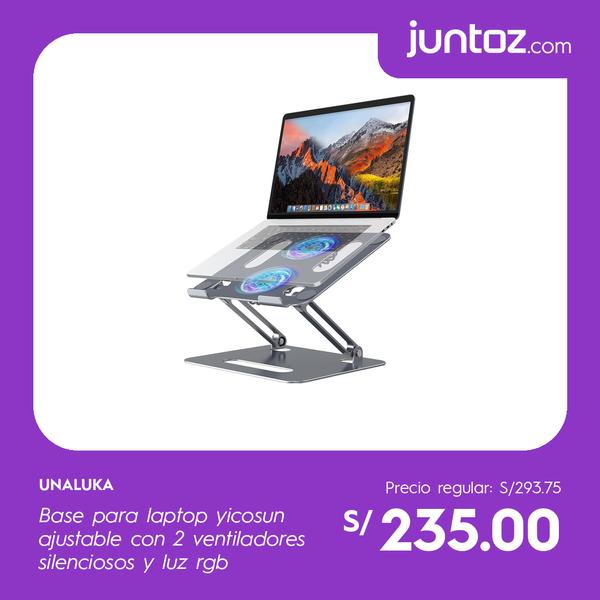 juntoz.com
UNALUKA
Base para laptop yicosun
ajustable con 2 ventiladores
silenciosos y luz rgb
Precio regular: S/293.75
S/235.00